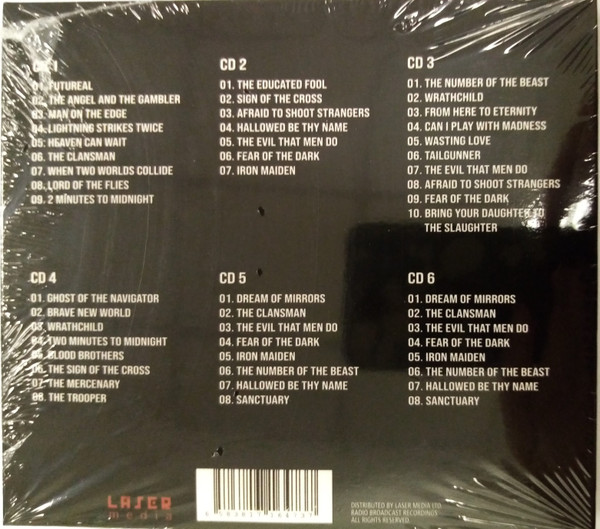 CD 1
01. FUTUREAL
02. THE ANGEL AND THE GAMBLER
03. MAN ON THE EDGE
04. LIGHTNING STRIKES TWICE
05. HEAVEN CAN WAIT
06. THE CLANSMAN
07. WHEN TWO WORLDS COLLIDE
08. LORD OF THE FLIES
09. 2 MINUTES TO MIDNIGHT
CD 2
01. THE EDUCATED FOOL
02. SIGN OF THE CROSS
03. AFRAID TO SHOOT STRANGERS
04. HALLOWED BE THY NAME
05. THE EVIL THAT MEN DO
06. FEAR OF THE DARK
07. IRON MAIDEN
CD 3
01. THE NUMBER OF THE BEAST
02. WRATHCHILD
03. FROM HERE TO ETERNITY
04. CAN I PLAY WITH MADNESS
05. WASTING LOVE
06. TAILGUNNER
07. THE EVIL THAT MEN DO
08. AFRAID TO SHOOT STRANGERS
09. FEAR OF THE DARK
10. BRING YOUR DAUGHTER TO
THE SLAUGHTER
CD 4
01. GHOST OF THE NAVIGATOR
02. BRAVE NEW WORLD
03. WRATHCHILD
04. TWO MINUTES TO MIDNIGHT
05. BLOOD BROTHERS
06. THE SIGN OF THE CROSS
07. THE MERCENARY
08. THE TROOPER
CD 5
01. DREAM OF MIRRORS
02. THE CLANSMAN
03. THE EVIL THAT MEN DO
04. FEAR OF THE DARK
05. IRON MAIDEN
06. THE NUMBER OF THE BEAST
07. HALLOWED BE THY NAME
08. SANCTUARY
CD 6
01. DREAM OF MIRRORS
02. THE CLANSMAN
03. THE EVIL THAT MEN DO
04. FEAR OF THE DARK
05. IRON MAIDEN
06. THE NUMBER OF THE BEAST
07. HALLOWED BE THY NAME
08. SANCTUARY
LASER
media
DISTRIBUTED BY LASER MEDIA LTD
RADIO BROADCAST RECORDINGS
ALL RIGHTS RESERVED.